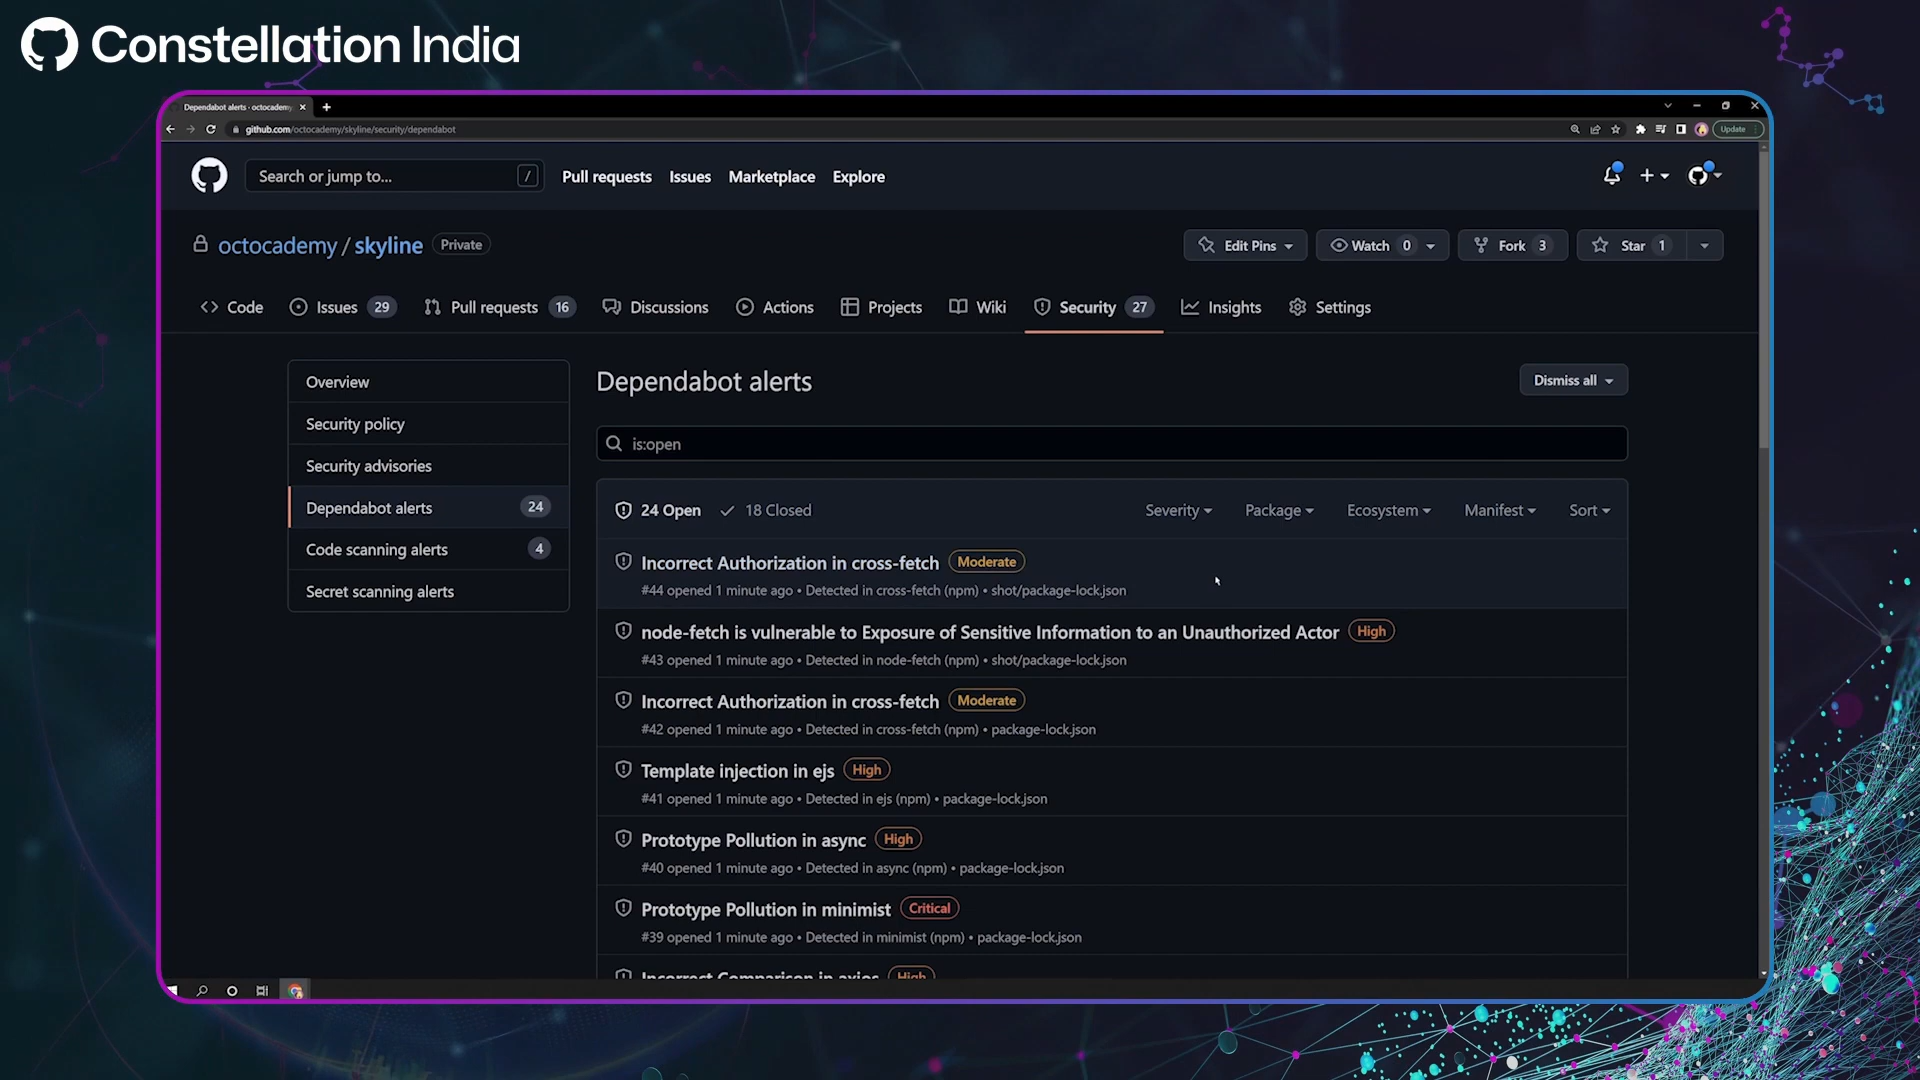 Constellation India
Dependabot alerts · octocademy
github.com/octocademy/skyline/security/dependabot
Update
Search or jump to... /
Pull requests Issues Marketplace Explore
octocademy / skyline Private
Edit Pins Watch 0 Fork 3 Star 1
Code Issues 29 Pull requests 16 Discussions Actions Projects Wiki Security 27 Insights Settings
Overview
Security policy
Security advisories
Dependabot alerts 24
Code scanning alerts 4
Secret scanning alerts
Dependabot alerts
Dismiss all
is:open
24 Open 18 Closed Severity Package Ecosystem Manifest Sort
Incorrect Authorization in cross-fetch Moderate
#44 opened 1 minute ago • Detected in cross-fetch (npm) • shot/package-lock.json
node-fetch is vulnerable to Exposure of Sensitive Information to an Unauthorized Actor High
#43 opened 1 minute ago • Detected in node-fetch (npm) • shot/package-lock.json
Incorrect Authorization in cross-fetch Moderate
#42 opened 1 minute ago • Detected in cross-fetch (npm) • package-lock.json
Template injection in ejs High
#41 opened 1 minute ago • Detected in ejs (npm) • package-lock.json
Prototype Pollution in async High
#40 opened 1 minute ago • Detected in async (npm) • package-lock.json
Prototype Pollution in minimist Critical
#39 opened 1 minute ago • Detected in minimist (npm) • package-lock.json
Incorrect Comparison in axios High